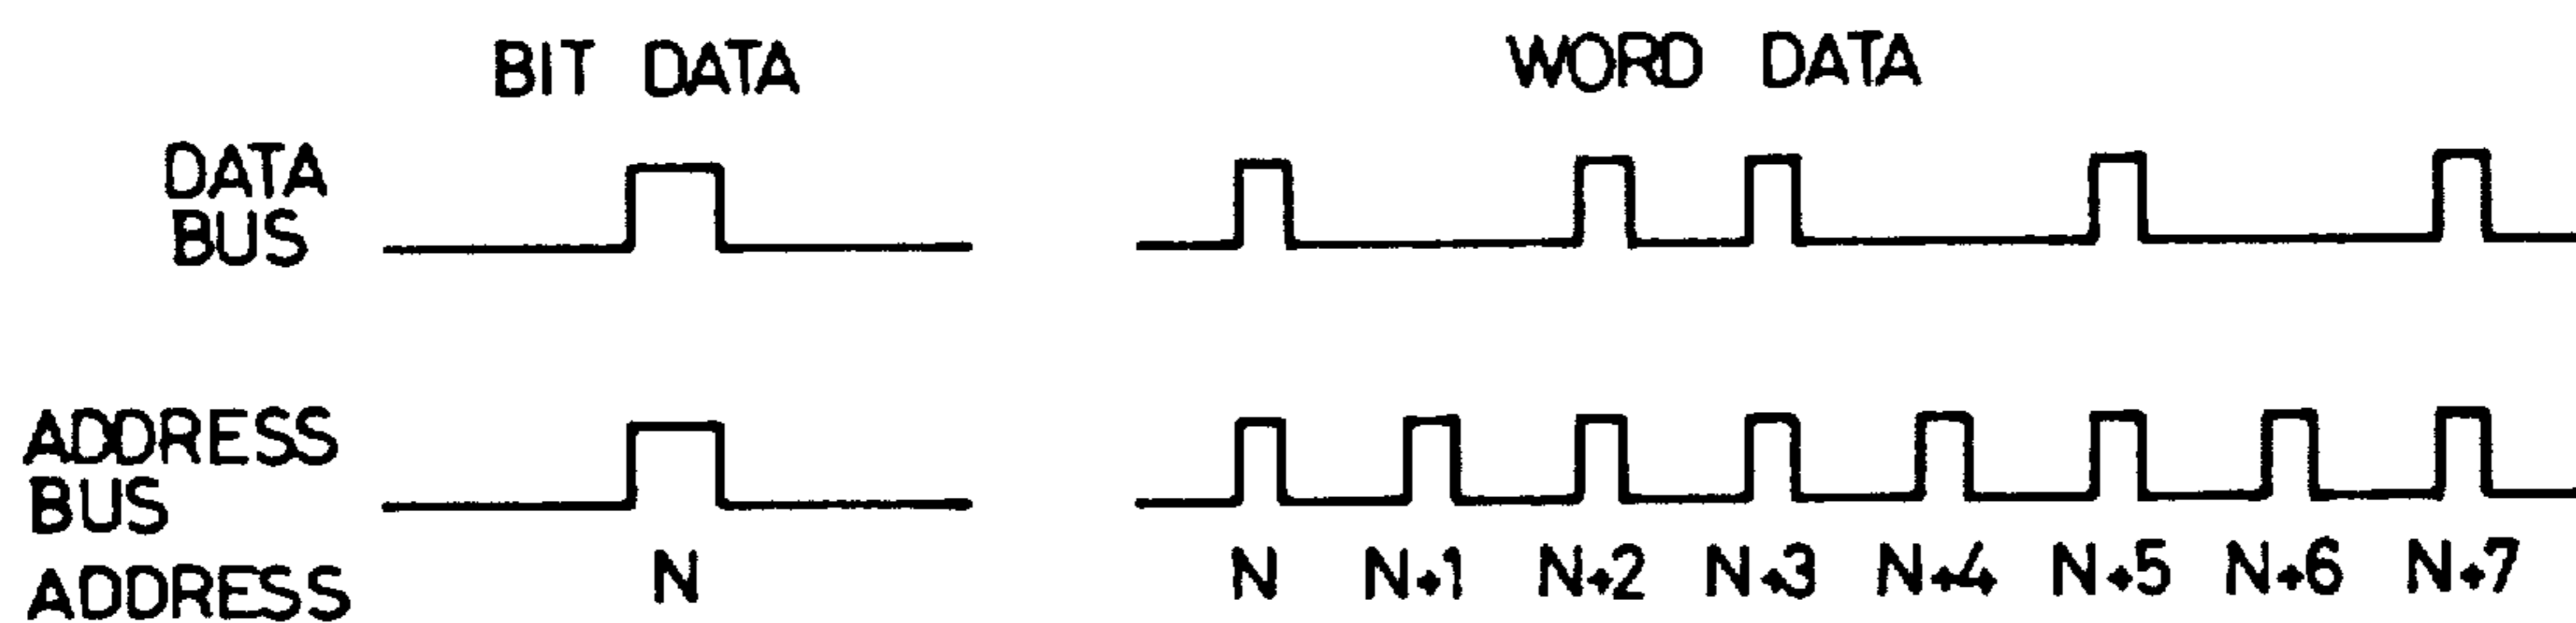 BIT DATA
WORD DATA
DATA
BUS
ADDRESS
BUS
ADDRESS
N
N N+1 N+2 N+3 N+4 N+5 N+6 N+7